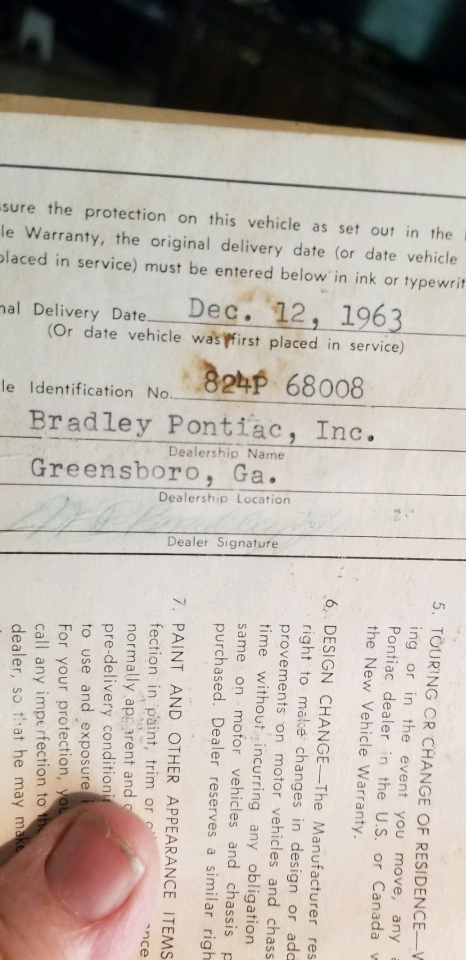 sure the protection on this vehicle as set out in the
le Warranty, the original delivery date (or date vehicle
placed in service) must be entered below in ink or typewrit
nal Delivery Date Dec. 12, 1963
(Or date vehicle was first placed in service)
le Identification No. 824P 68008
Bradley Pontiac, Inc.
Dealership Name
Greensboro, Ga.
Dealership Location
Dealer Signature
5. TOURING OR CHANGE OF RESIDENCE—
ing or in the event you move, any
Pontiac dealer in the U.S. or Canada
the New Vehicle Warranty.
6. DESIGN CHANGE—The Manufacturer res
right to make changes in design or add
provements on motor vehicles and chass
time without incurring any obligation
same on motor vehicles and chassis p
purchased. Dealer reserves a similar righ
7. PAINT AND OTHER APPEARANCE ITEMS
fection in paint, trim or
normally apparent and
pre-delivery conditioni
to use and exposure
For your protection, you
call any imperfection to the
dealer, so that he may make